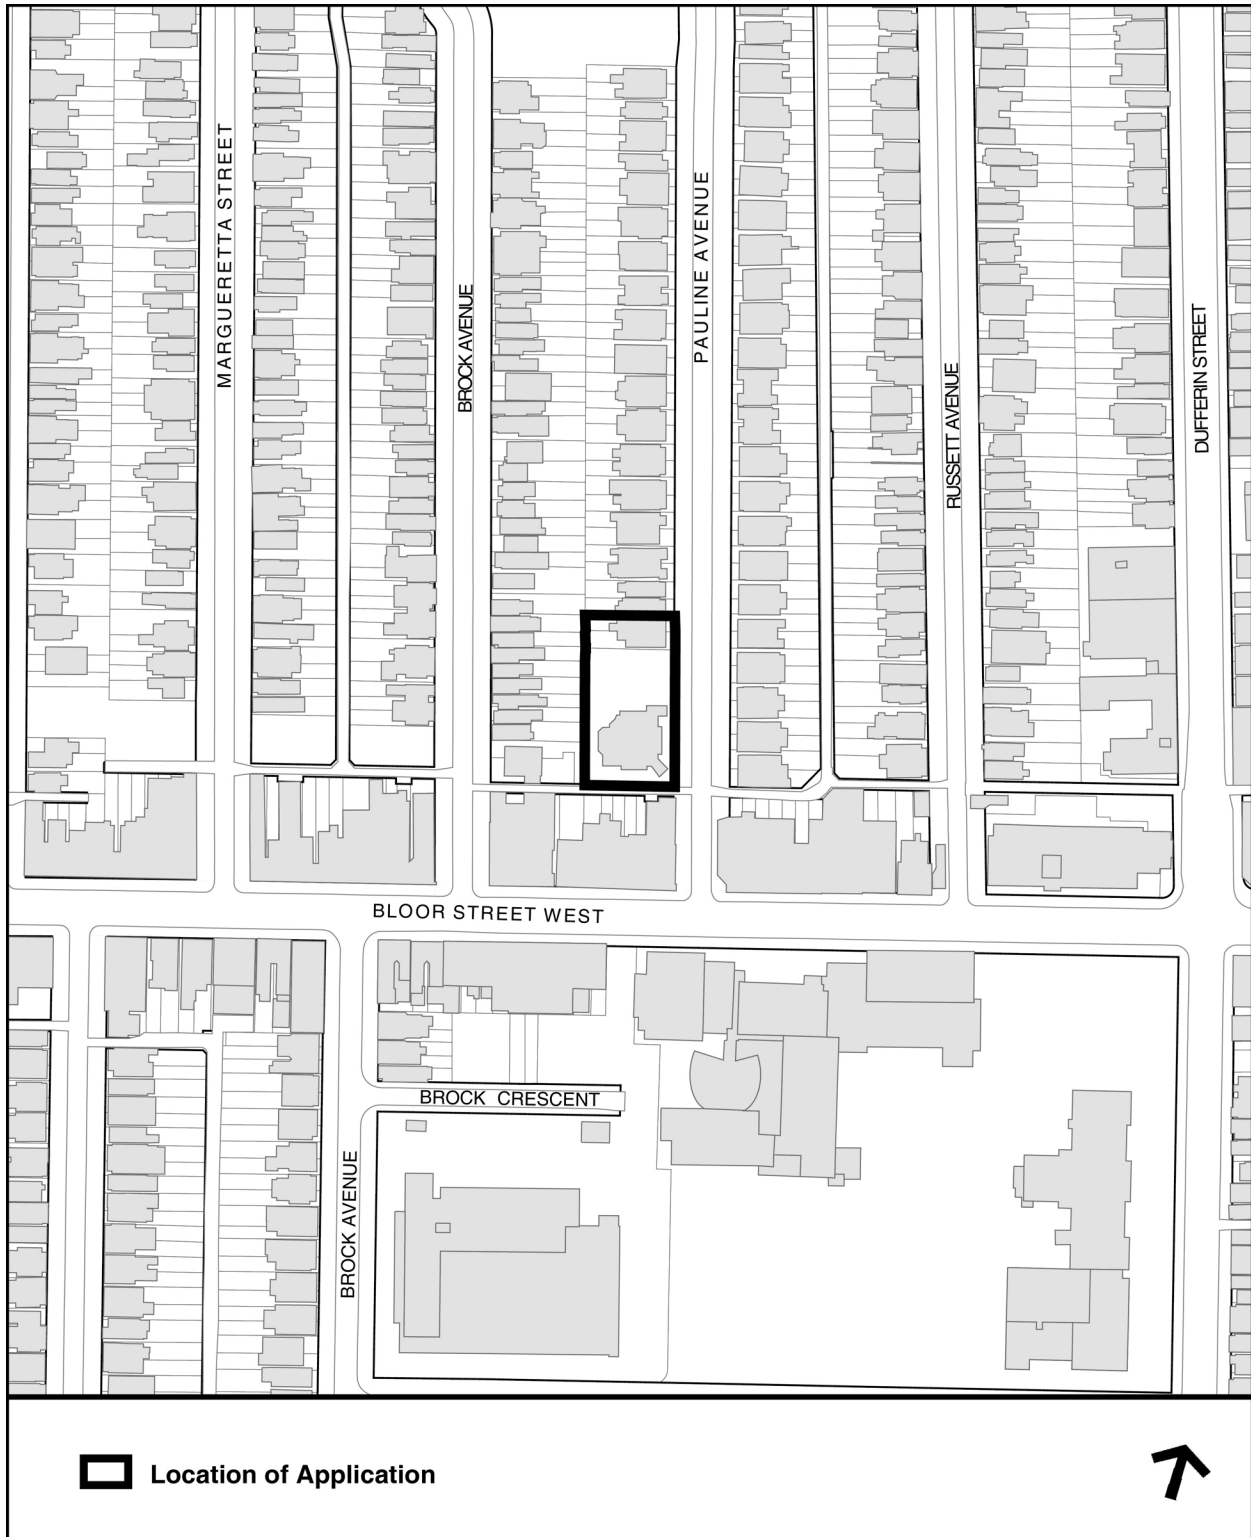 MARGUERETTA STREET
BROCK AVENUE
PAULINE AVENUE
RUSSETT AVENUE
DUFFERIN STREET
BLOOR STREET WEST
BROCK CRESCENT
BROCK AVENUE
Location of Application